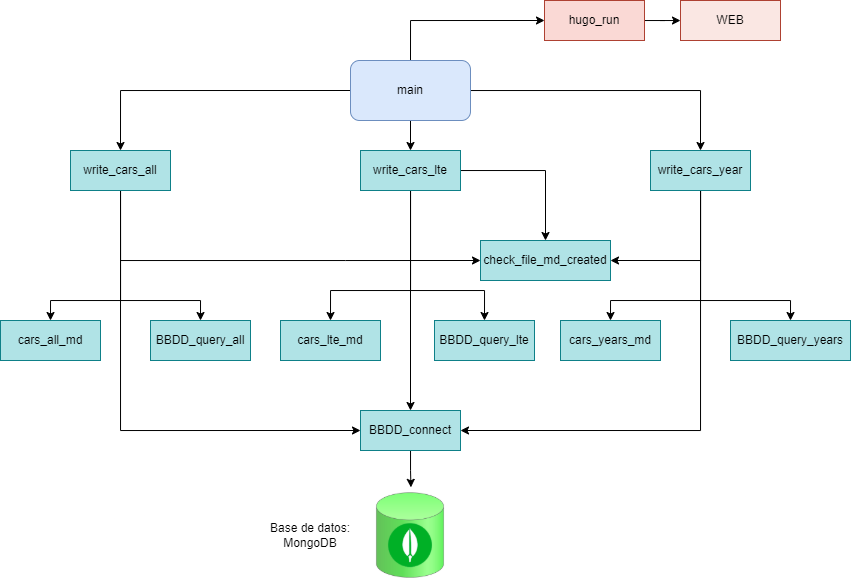 hugo_run
WEB
main
write_cars_all
write_cars_lte
write_cars_year
check_file_md_created
cars_all_md
BBDD_query_all
cars_lte_md
BBDD_query_lte
cars_years_md
BBDD_query_years
BBDD_connect
Base de datos:
MongoDB